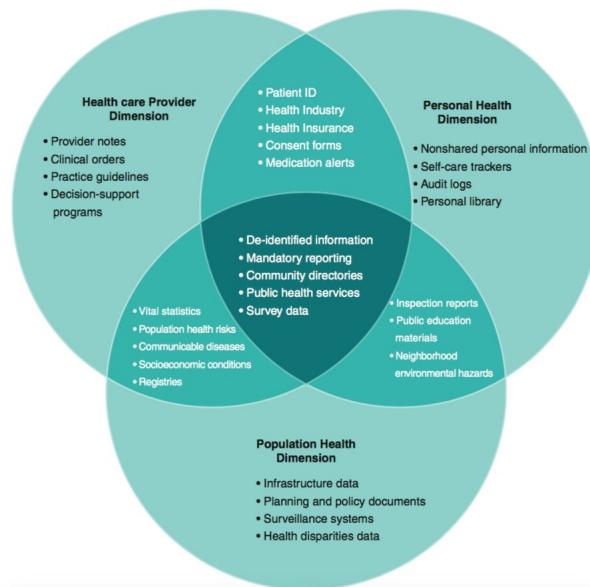 • Patient ID
• Health Industry
• Health Insurance
• Consent forms
• Medication alerts
Health care Provider
Dimension
• Provider notes
• Clinical orders
• Practice guidelines
• Decision-support
programs
Personal Health
Dimension
• Nonshared personal information
• Self-care trackers
• Audit logs
• Personal library
• De-identified information
• Mandatory reporting
• Community directories
• Public health services
• Survey data
• Vital statistics
• Population health risks
• Communicable diseases
• Socioeconomic conditions
• Registries
• Inspection reports
• Public education
materials
• Neighborhood
environmental hazards
Population Health
Dimension
• Infrastructure data
• Planning and policy documents
• Surveillance systems
• Health disparities data